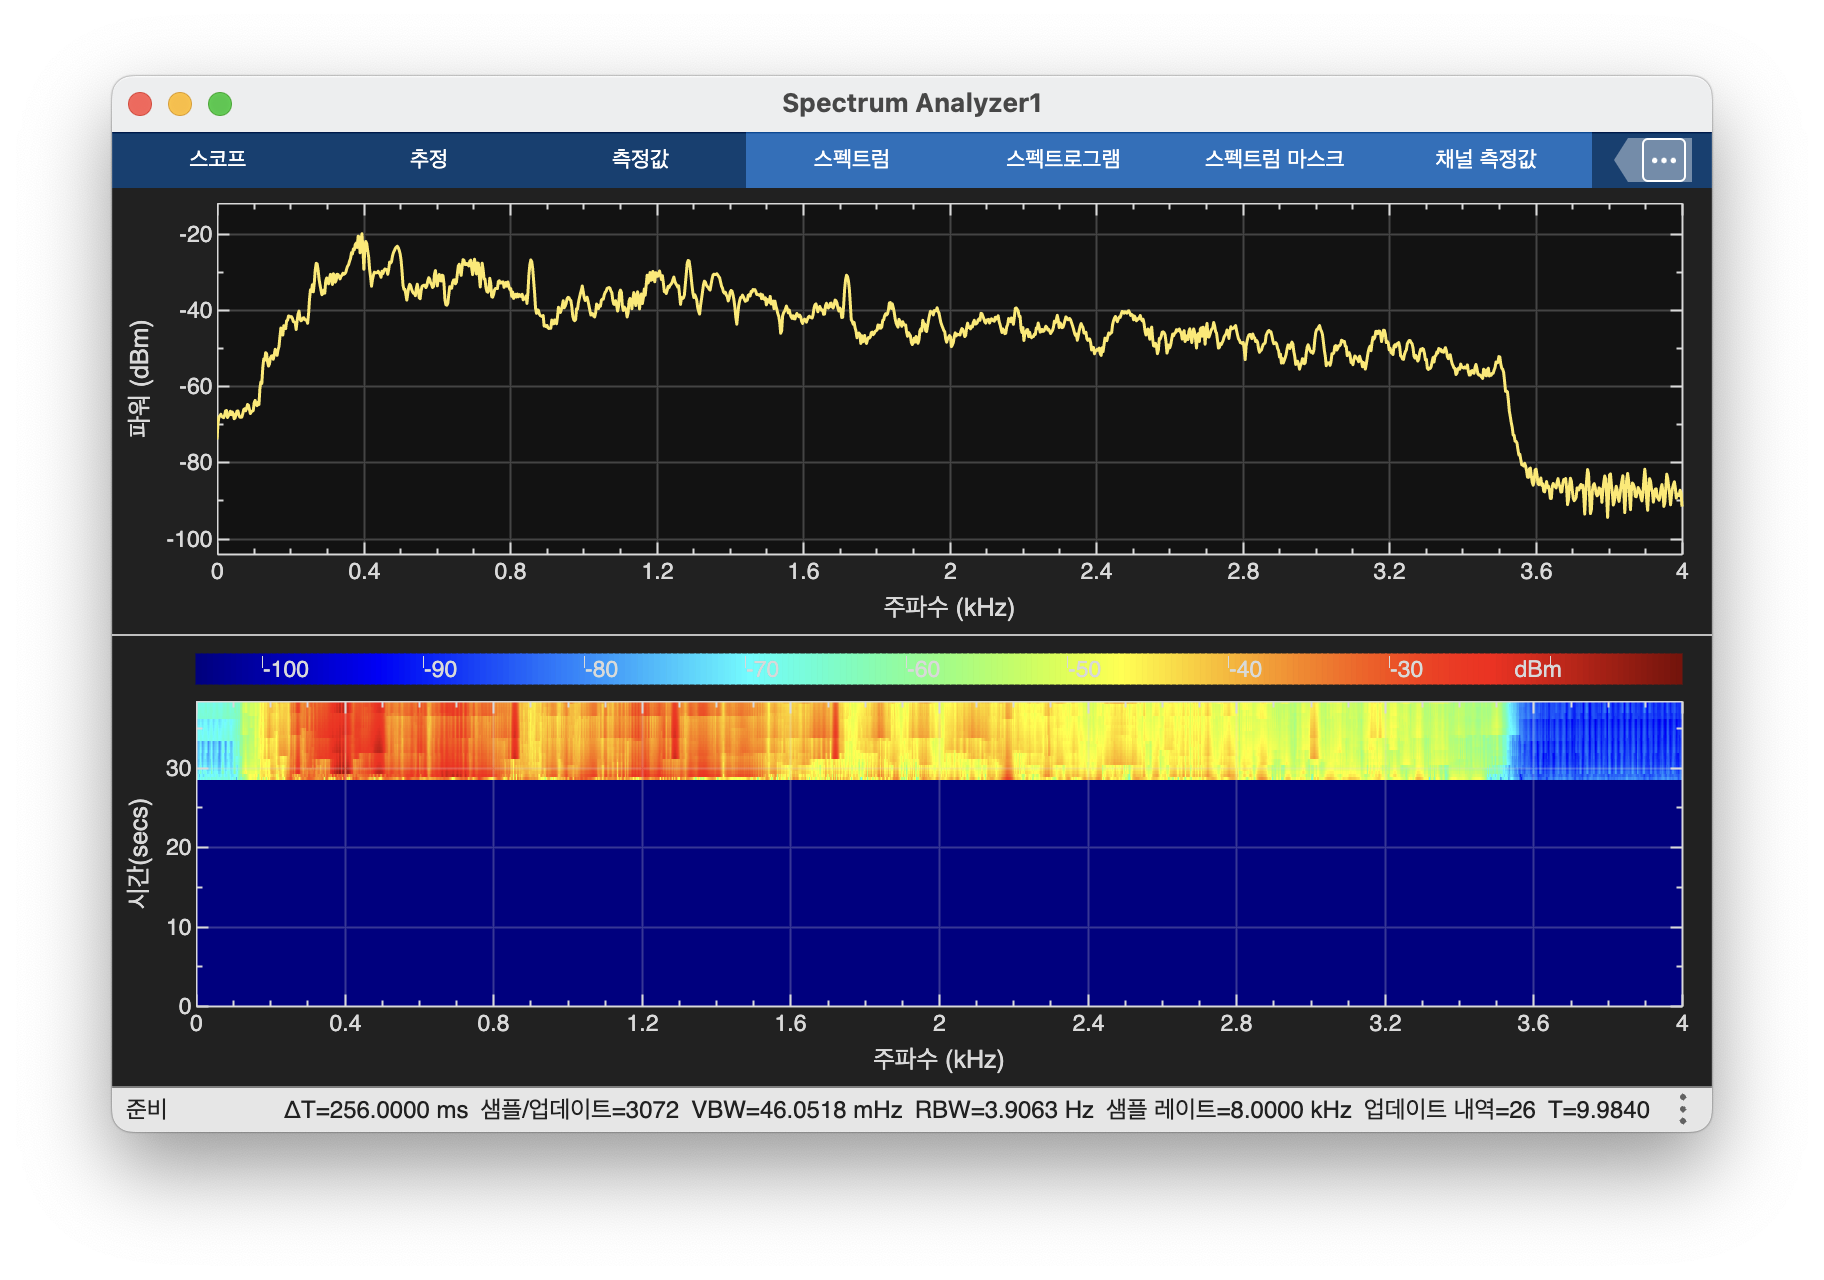 Spectrum Analyzer1
스코프 추정 측정값 스펙트럼 스펙트로그램 스펙트럼 마스크 채널 측정값
-20
-40
-60
-80
-100
파워 (dBm)
0 0.4 0.8 1.2 1.6 2 2.4 2.8 3.2 3.6 4
주파수 (kHz)
-100 -90 -80 -70 -60 -50 -40 -30 dBm
30
20
10
0
시간(secs)
0 0.4 0.8 1.2 1.6 2 2.4 2.8 3.2 3.6 4
주파수 (kHz)
준비 ΔT=256.0000 ms 샘플/업데이트=3072 VBW=46.0518 mHz RBW=3.9063 Hz 샘플 레이트=8.0000 kHz 업데이트 내역=26 T=9.9840